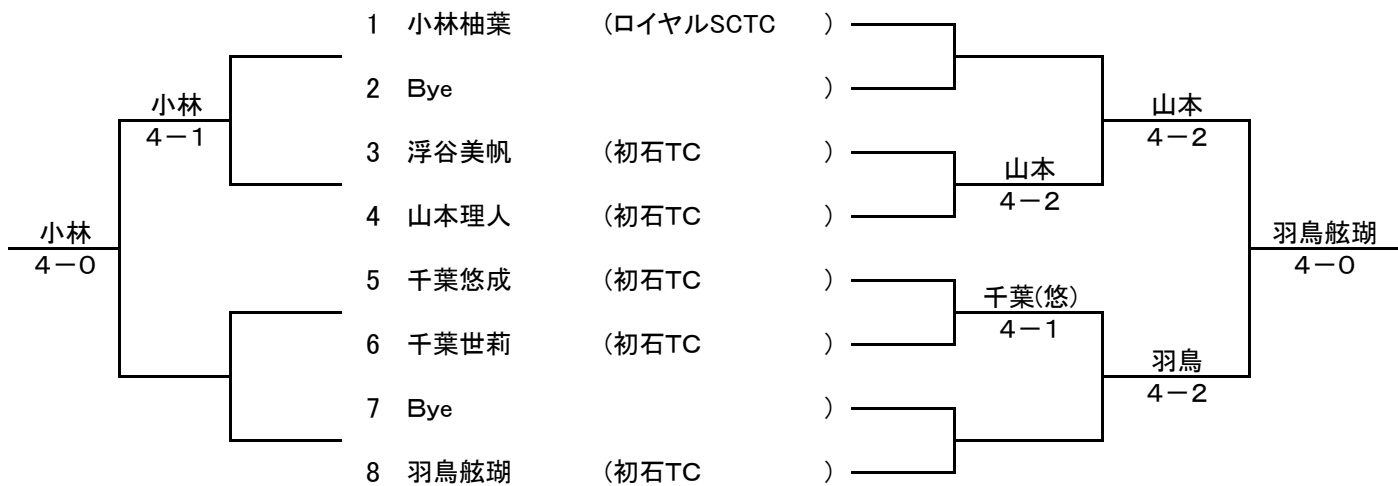 1 小林柚葉 (ロイヤルSCTC )
2 Bye )
小林 山本
4－1 4－2
3 浮谷美帆 (初石TC )
山本
4－2
4 山本理人 (初石TC )
小林 羽鳥舷瑚
4－0 4－0
5 千葉悠成 (初石TC )
千葉(悠)
4－1
6 千葉世莉 (初石TC )
羽鳥
4－2
7 Bye )
8 羽鳥舷瑚 (初石TC )